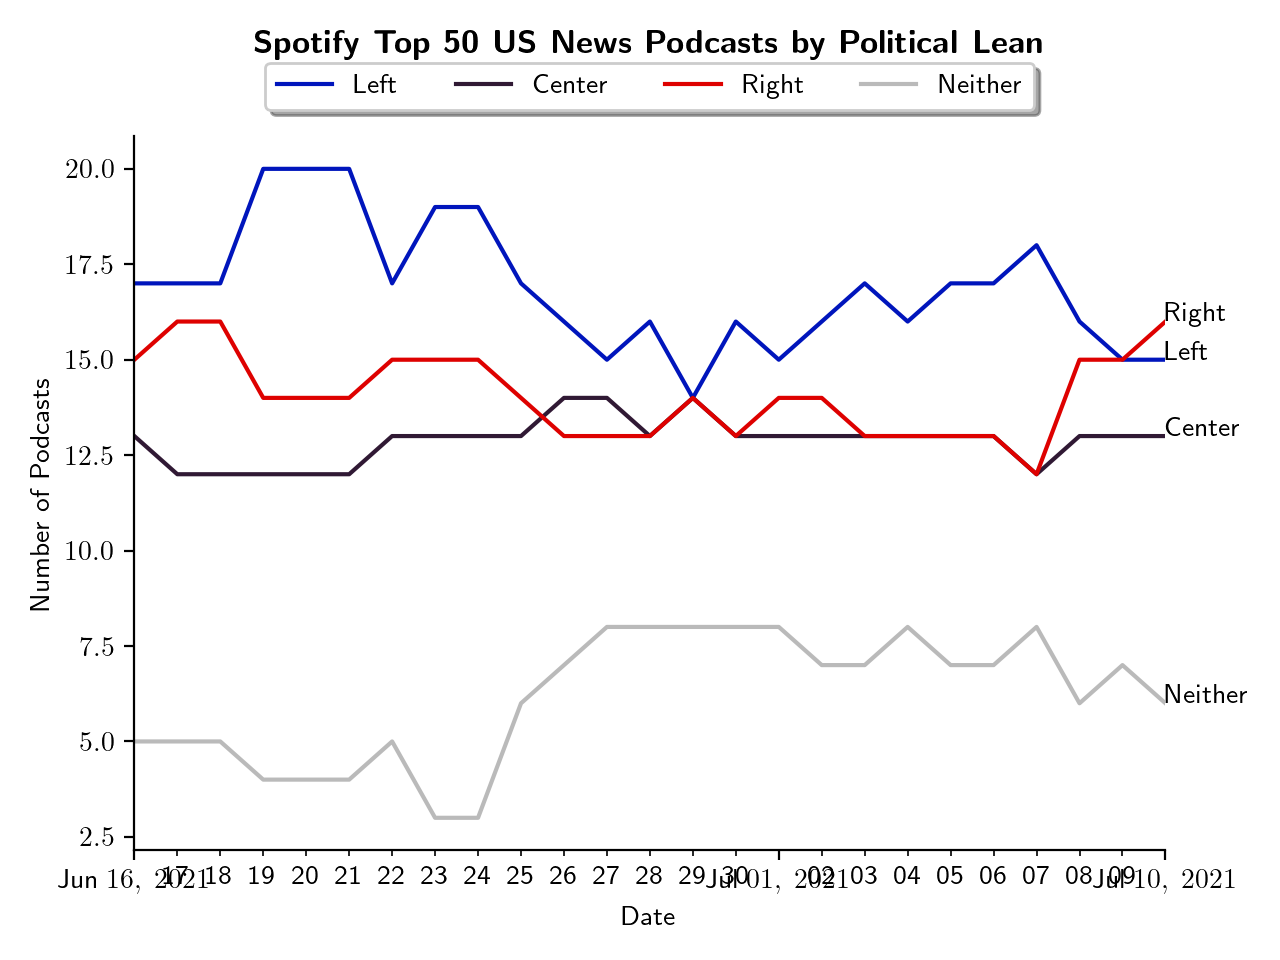 Spotify Top 50 US News Podcasts by Political Lean
Left Center Right Neither
20.0
17.5
15.0
12.5
10.0
7.5
5.0
2.5
Number of Podcasts
Right
Left
Center
Neither
Jun 16, 2021 17 18 19 20 21 22 23 24 25 26 27 28 29 30 Jul 01, 2021 02 03 04 05 06 07 08 09 Jul 10, 2021
Date